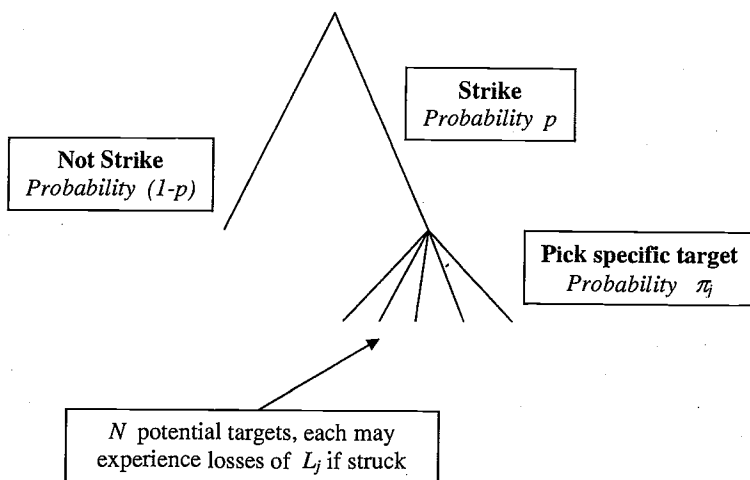 Strike
Probability p
Not Strike
Probability (1-p)
Pick specific target
Probability πj
N potential targets, each may
experience losses of Lj if struck